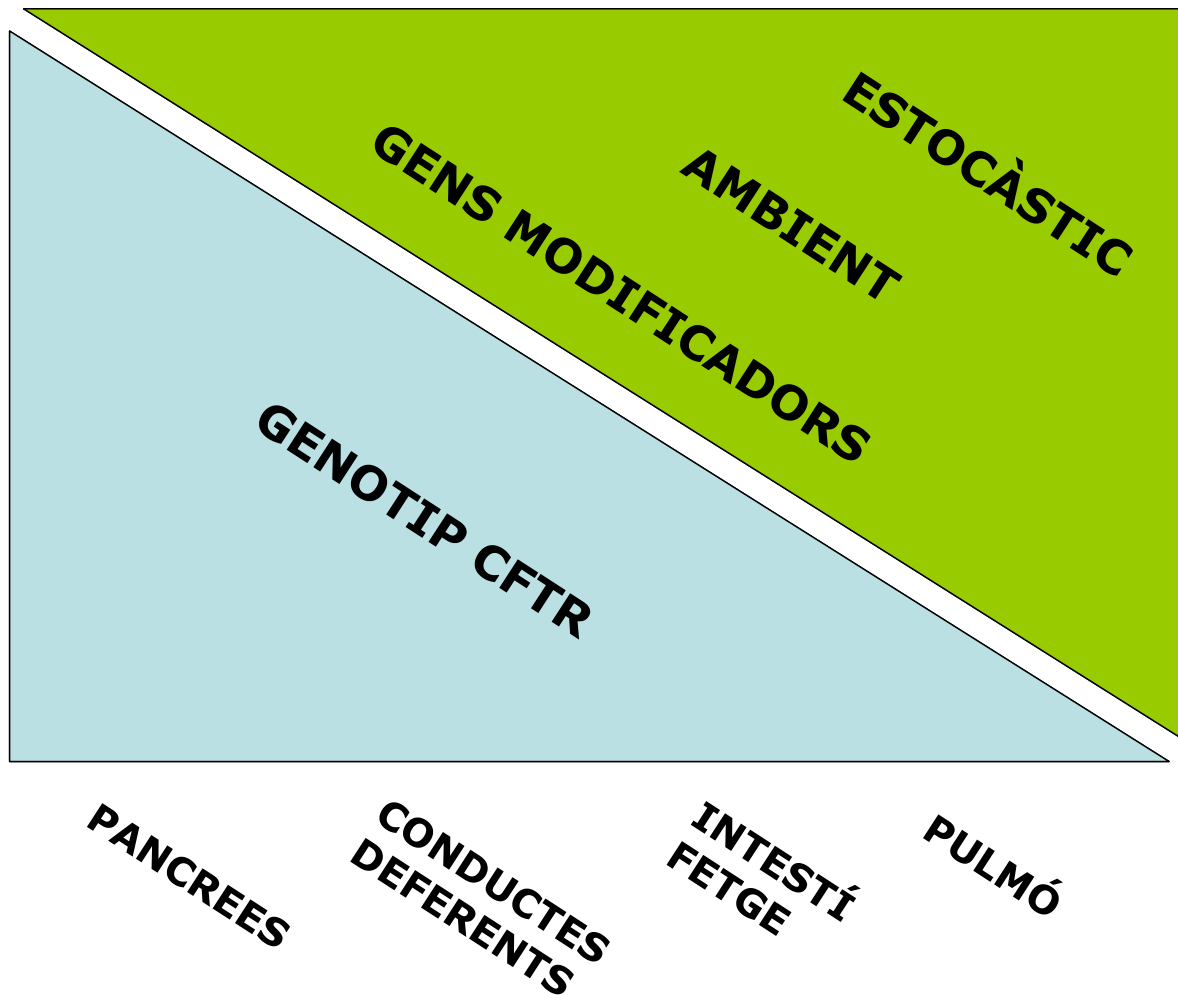 ESTOCÀSTIC
AMBIENT
GENS MODIFICADORS
GENOTIP CFTR
PANCREES
CONDUCTES
DEFERENTS
INTESTÍ
FETGE
PULMÓ